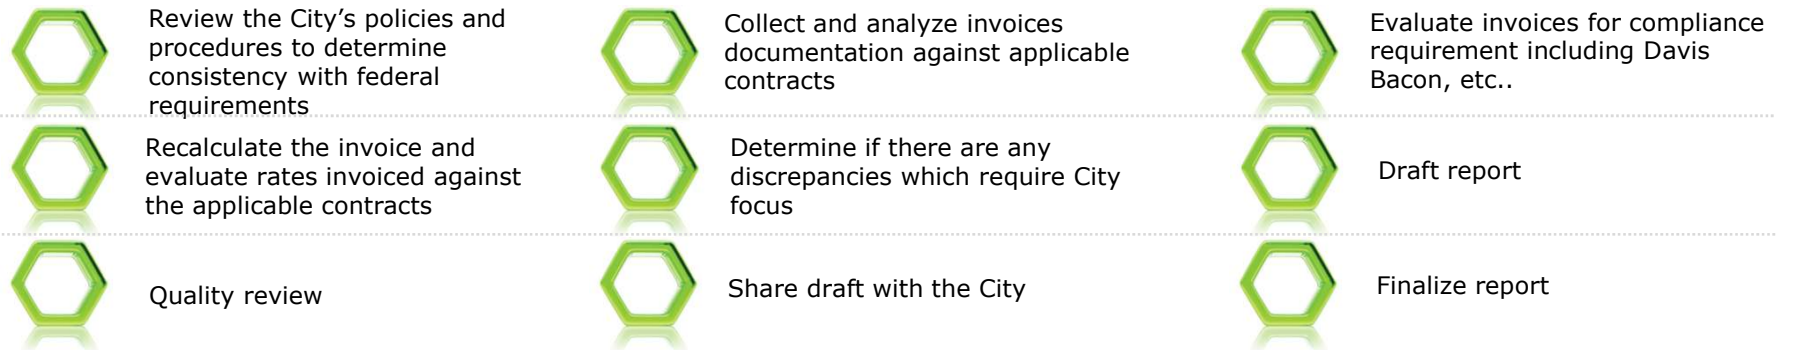 Review the City’s policies and
procedures to determine
consistency with federal
requirements
Collect and analyze invoices
documentation against applicable
contracts
Evaluate invoices for compliance
requirement including Davis
Bacon, etc..
Recalculate the invoice and
evaluate rates invoiced against
the applicable contracts
Determine if there are any
discrepancies which require City
focus
Draft report
Quality review
Share draft with the City
Finalize report